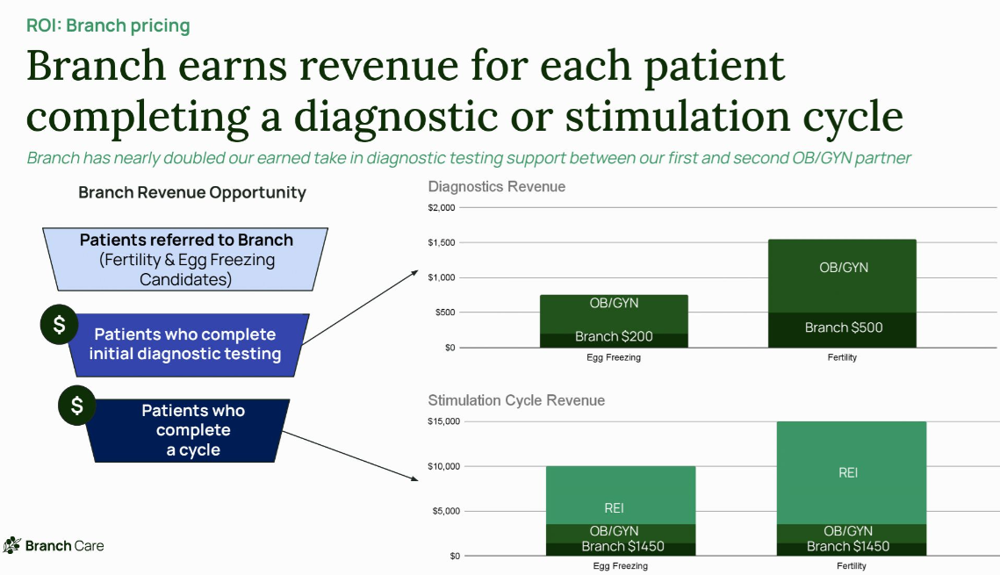 ROI: Branch pricing
Branch earns revenue for each patient
completing a diagnostic or stimulation cycle
Branch has nearly doubled our earned take in diagnostic testing support between our first and second OB/GYN partner
Branch Revenue Opportunity
Patients referred to Branch
(Fertility & Egg Freezing
Candidates)
$
Patients who complete
initial diagnostic testing
$
Patients who
complete
a cycle
Diagnostics Revenue
$2,000
$1,500
$1,000
$500
$0
OB/GYN
Branch $200
OB/GYN
Branch $500
Egg Freezing
Fertility
Stimulation Cycle Revenue
$15,000
$10,000
$5,000
$0
REI
OB/GYN
Branch $1450
REI
OB/GYN
Branch $1450
Egg Freezing
Fertility
Branch Care